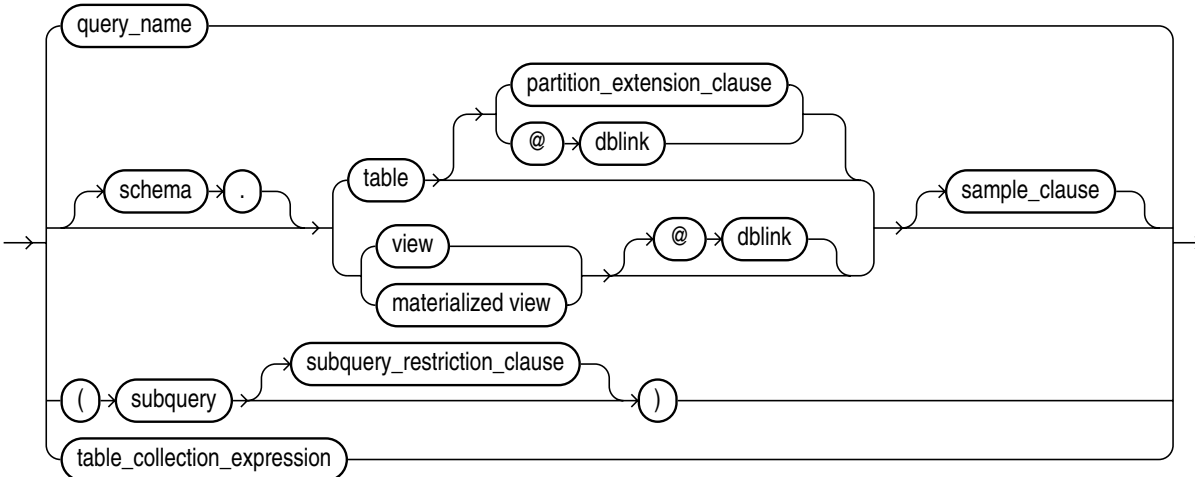 query_name
partition_extension_clause
@ dblink
table
schema .
sample_clause
view
@ dblink
materialized view
subquery_restriction_clause
( subquery )
table_collection_expression